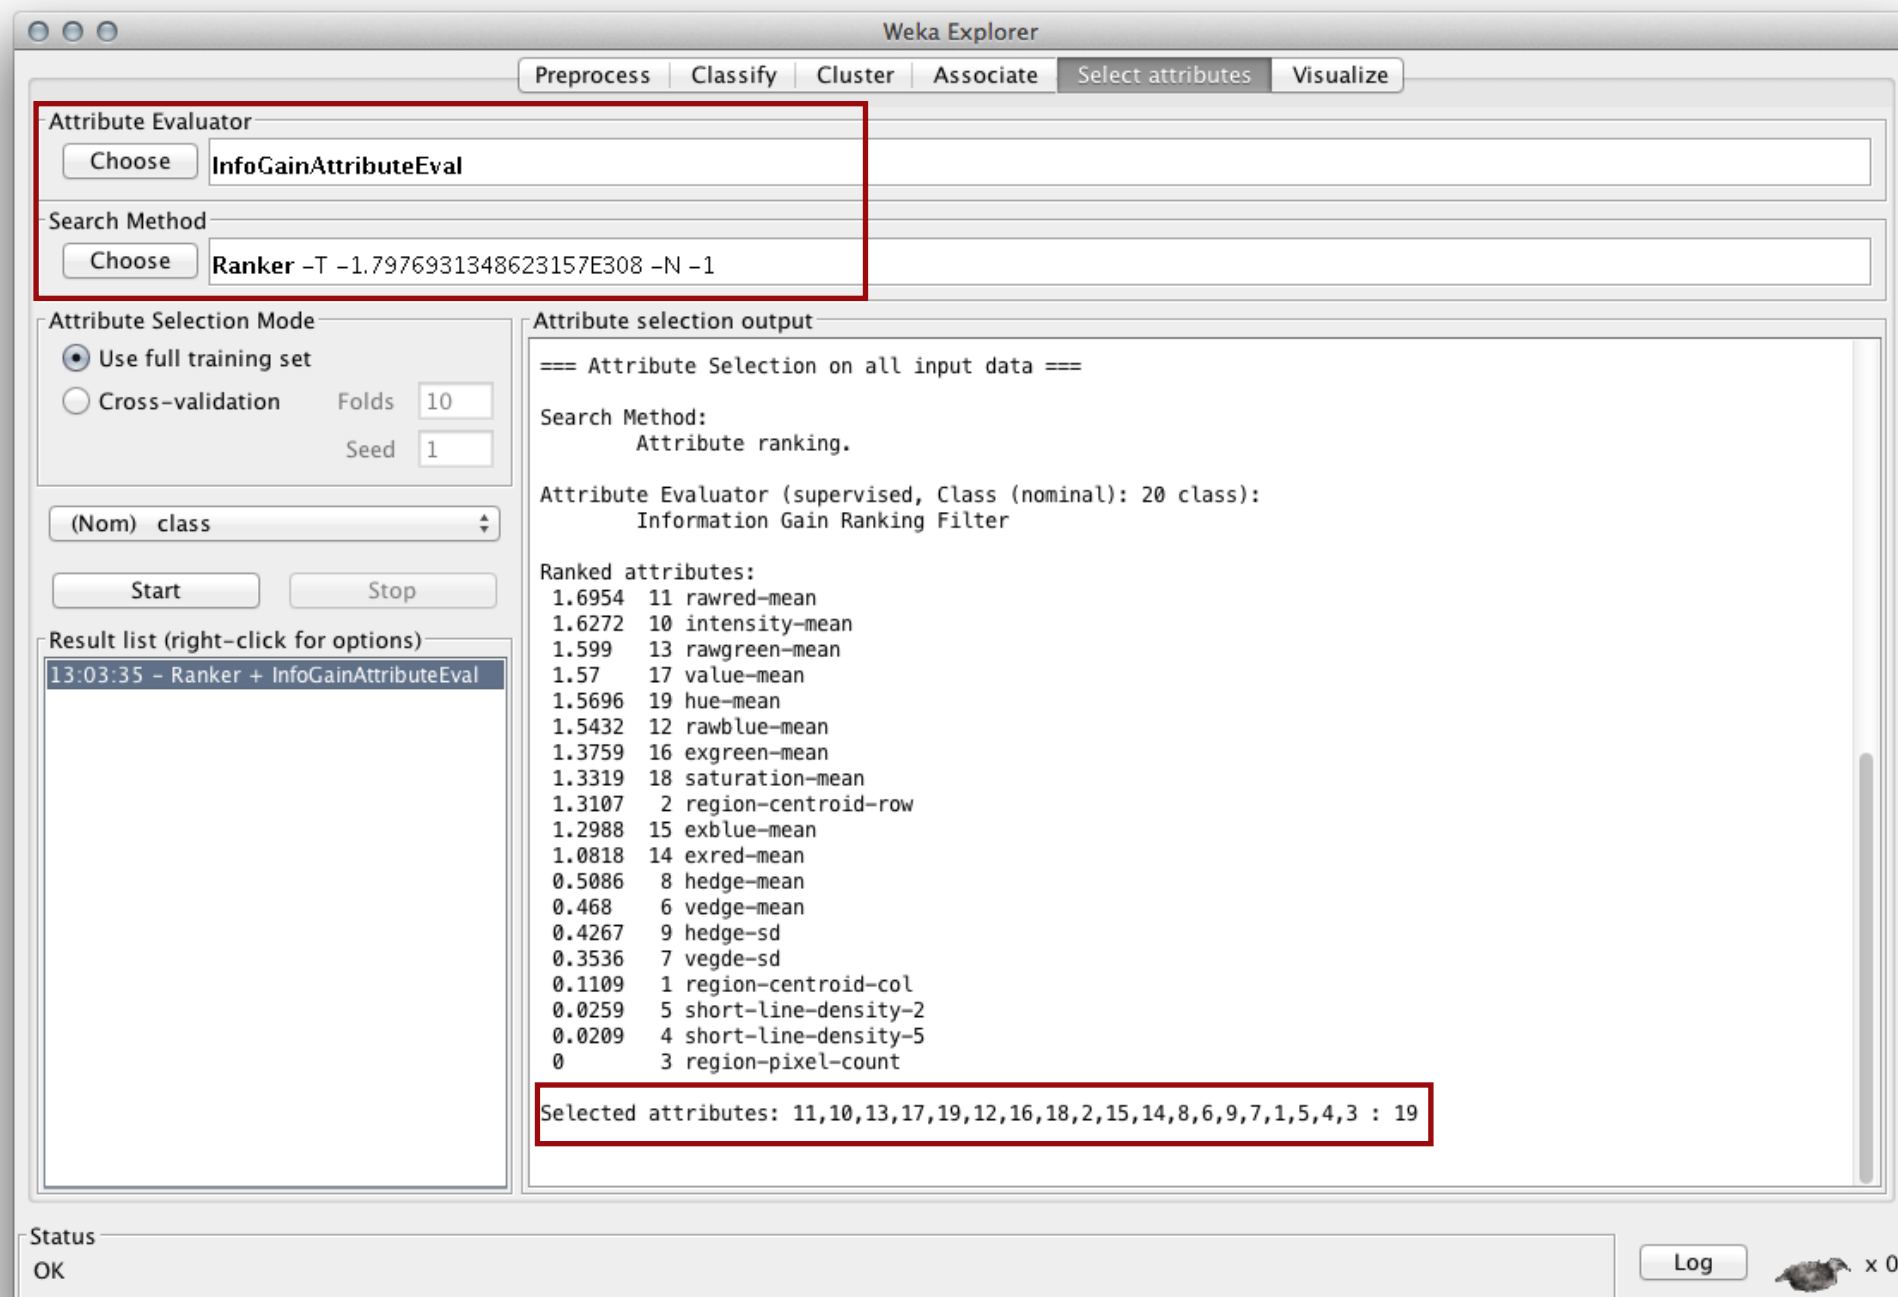 Weka Explorer
Preprocess Classify Cluster Associate Select attributes Visualize
Attribute Evaluator
Choose InfoGainAttributeEval
Search Method
Choose Ranker -T -1.7976931348623157E308 -N -1
Attribute Selection Mode
Use full training set
Cross-validation Folds 10
Seed 1
(Nom) class
Start Stop
Result list (right-click for options)
13:03:35 - Ranker + InfoGainAttributeEval
Attribute selection output
=== Attribute Selection on all input data ===
Search Method:
Attribute ranking.
Attribute Evaluator (supervised, Class (nominal): 20 class):
Information Gain Ranking Filter
Ranked attributes:
1.6954 11 rawred-mean
1.6272 10 intensity-mean
1.599 13 rawgreen-mean
1.57 17 value-mean
1.5696 19 hue-mean
1.5432 12 rawblue-mean
1.3759 16 exgreen-mean
1.3319 18 saturation-mean
1.3107 2 region-centroid-row
1.2988 15 exblue-mean
1.0818 14 exred-mean
0.5086 8 hedge-mean
0.468 6 vedge-mean
0.4267 9 hedge-sd
0.3536 7 vegde-sd
0.1109 1 region-centroid-col
0.0259 5 short-line-density-2
0.0209 4 short-line-density-5
0 3 region-pixel-count
Selected attributes: 11,10,13,17,19,12,16,18,2,15,14,8,6,9,7,1,5,4,3 : 19
Status
OK
Log x 0